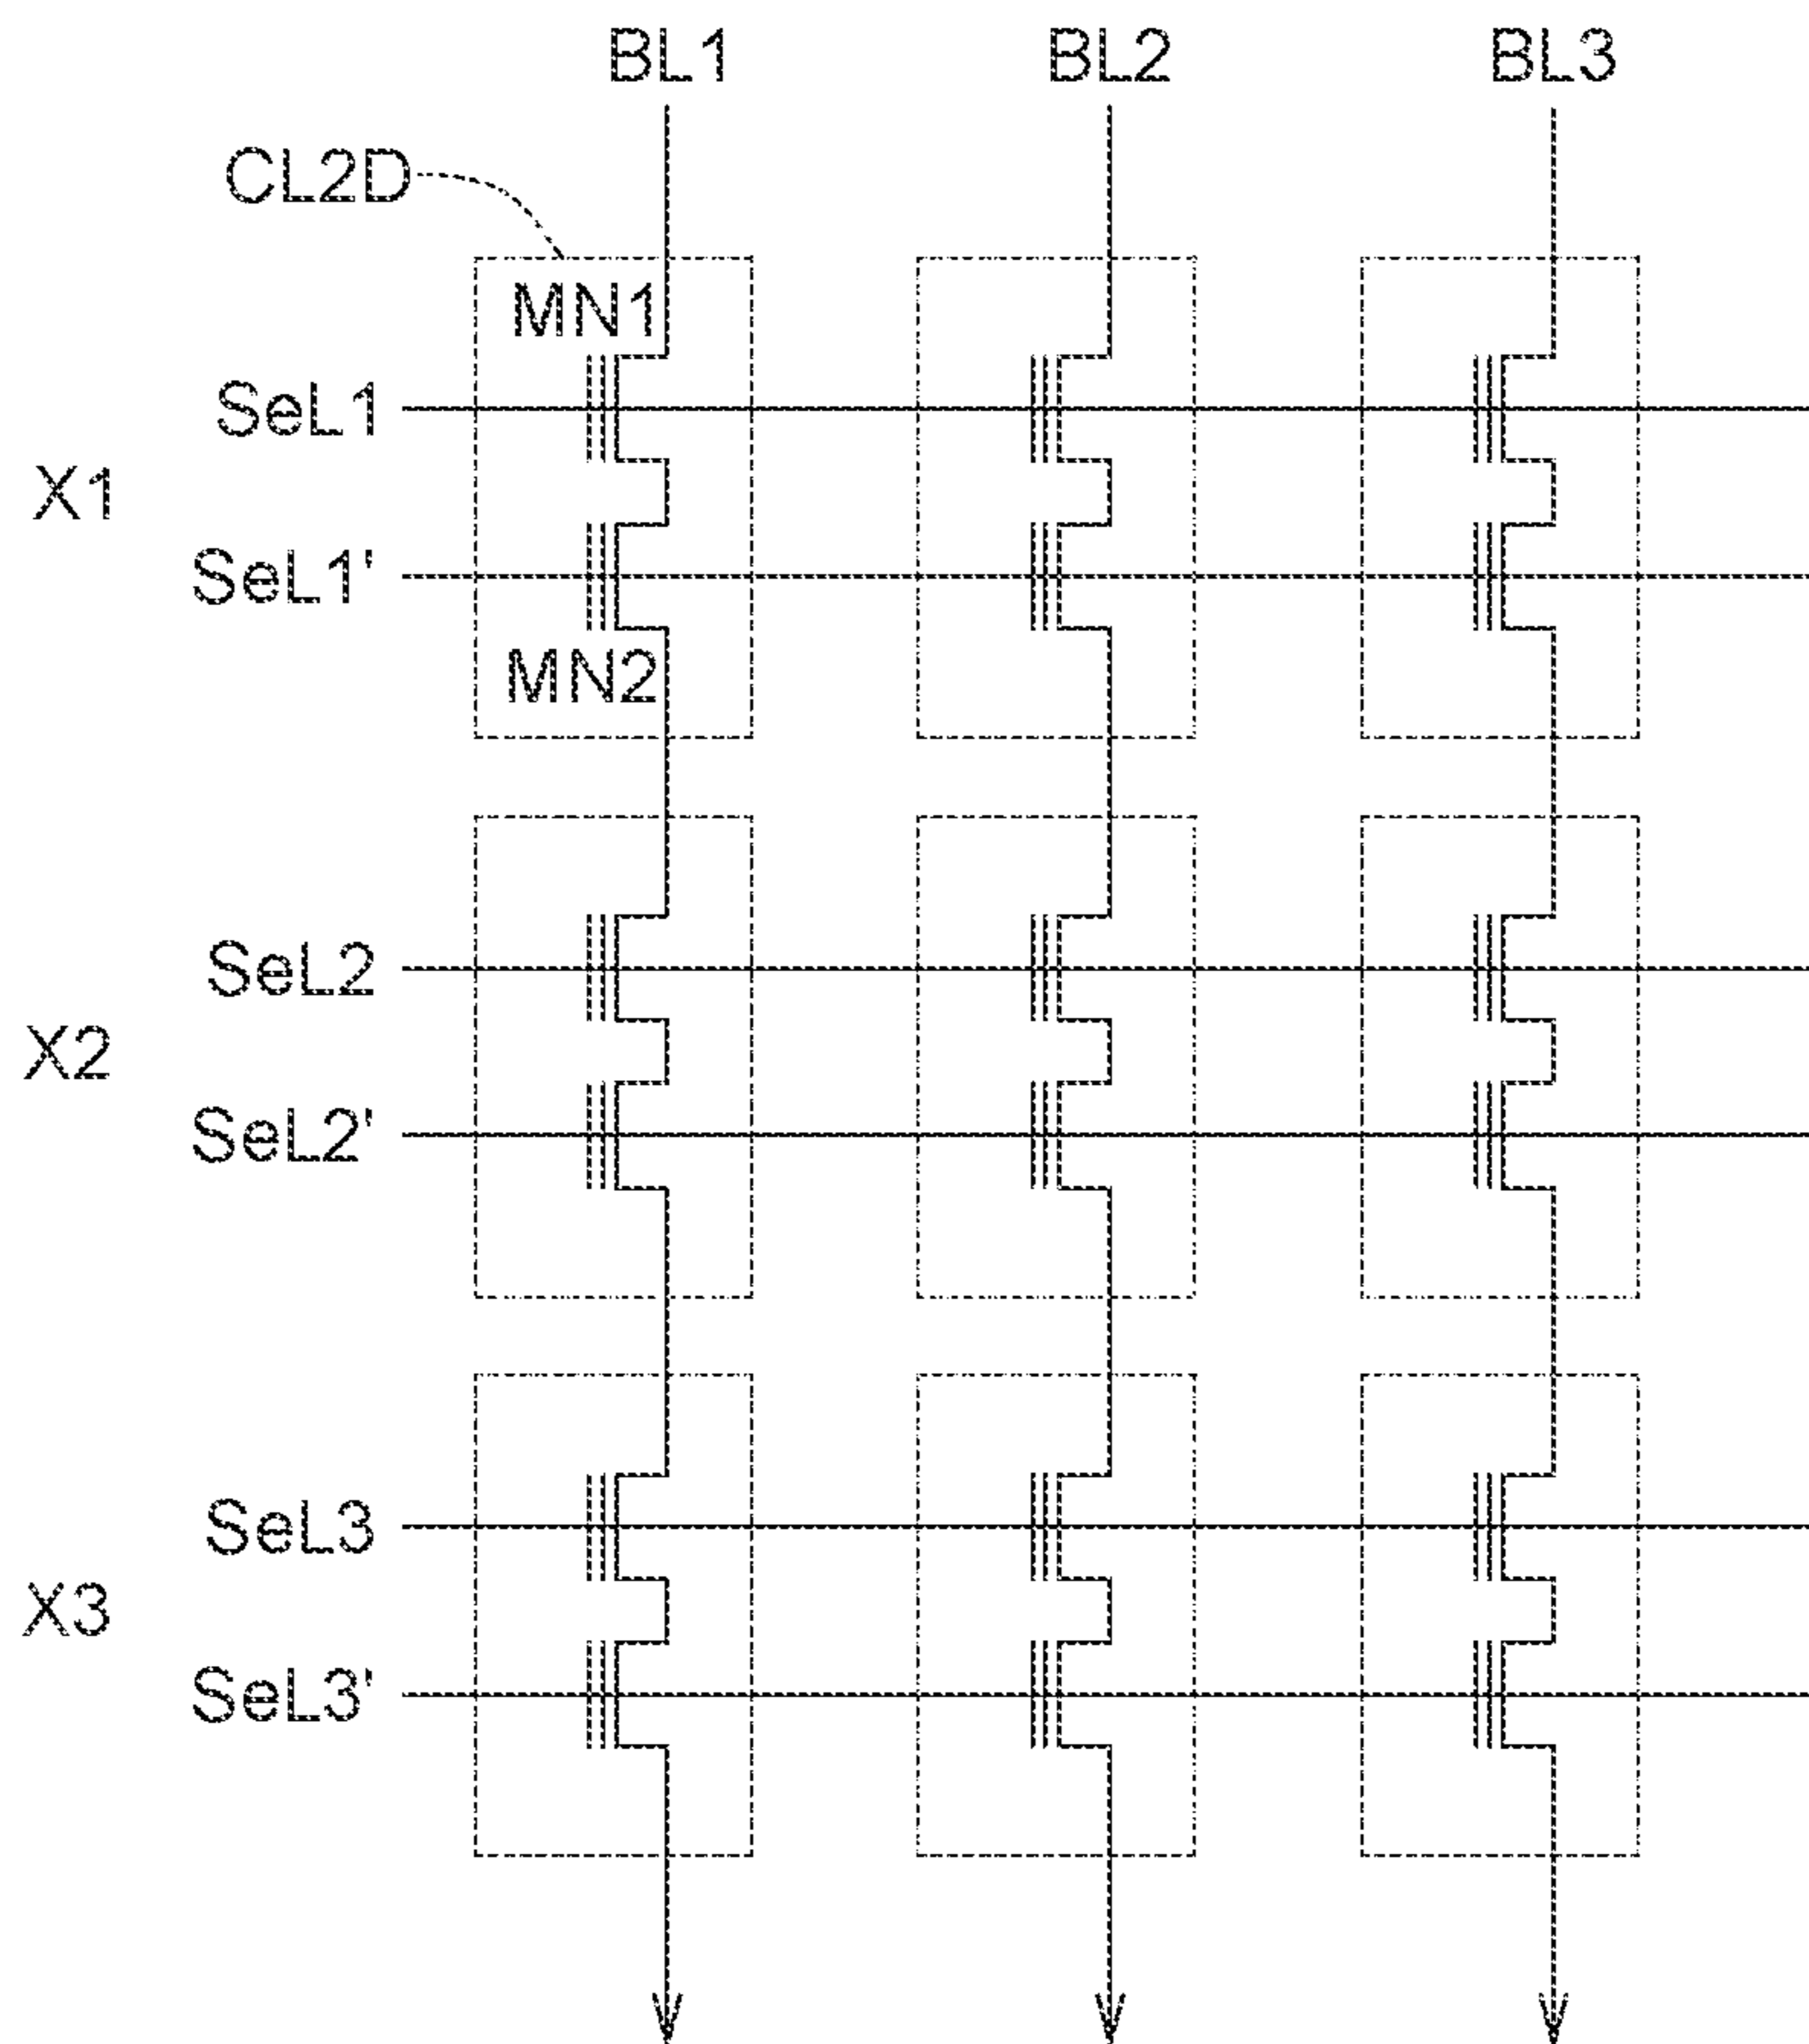 BL1 BL2 BL3
CL2D
MN1
SeL1
X1
SeL1'
MN2
SeL2
X2
SeL2'
SeL3
X3
SeL3'